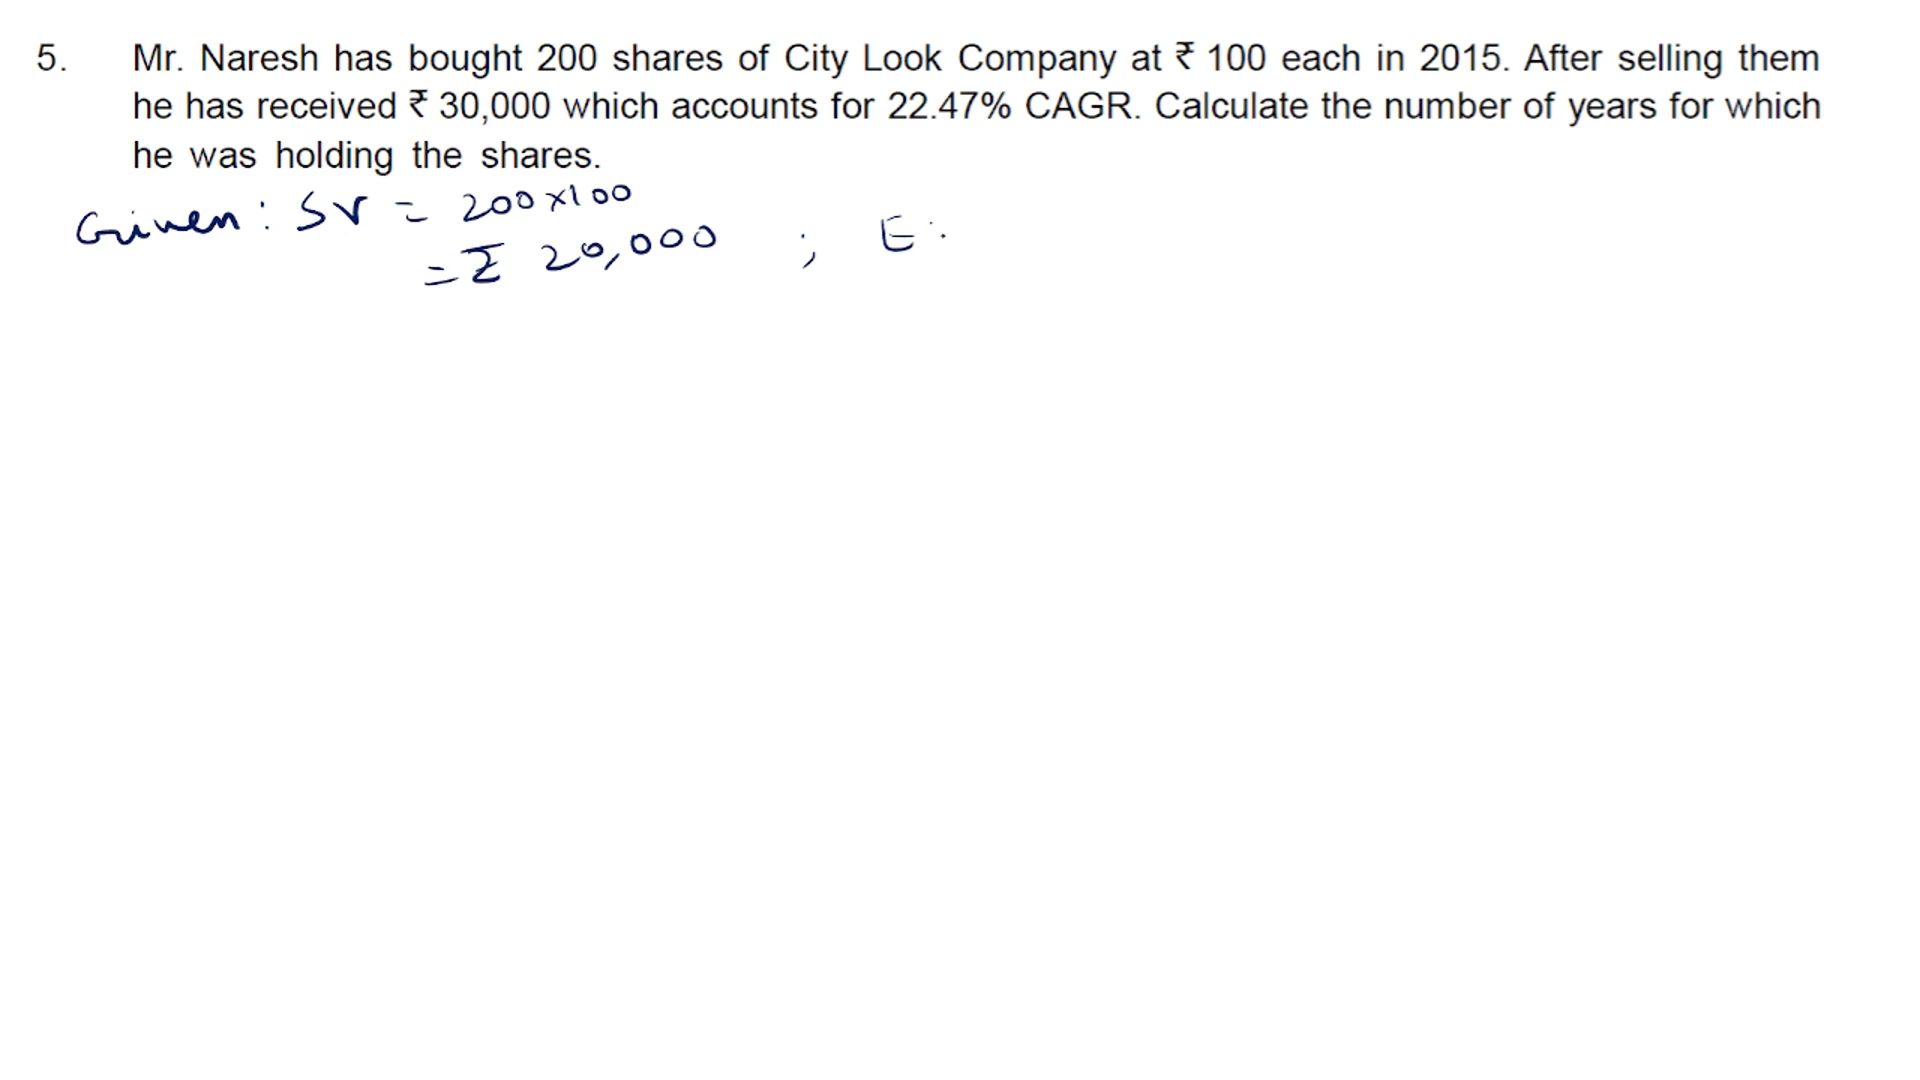 5. Mr. Naresh has bought 200 shares of City Look Company at ₹ 100 each in 2015. After selling them
he has received ₹ 30,000 which accounts for 22.47% CAGR. Calculate the number of years for which
he was holding the shares.
Given : SV = 200×100
= ₹ 20,000 ; E